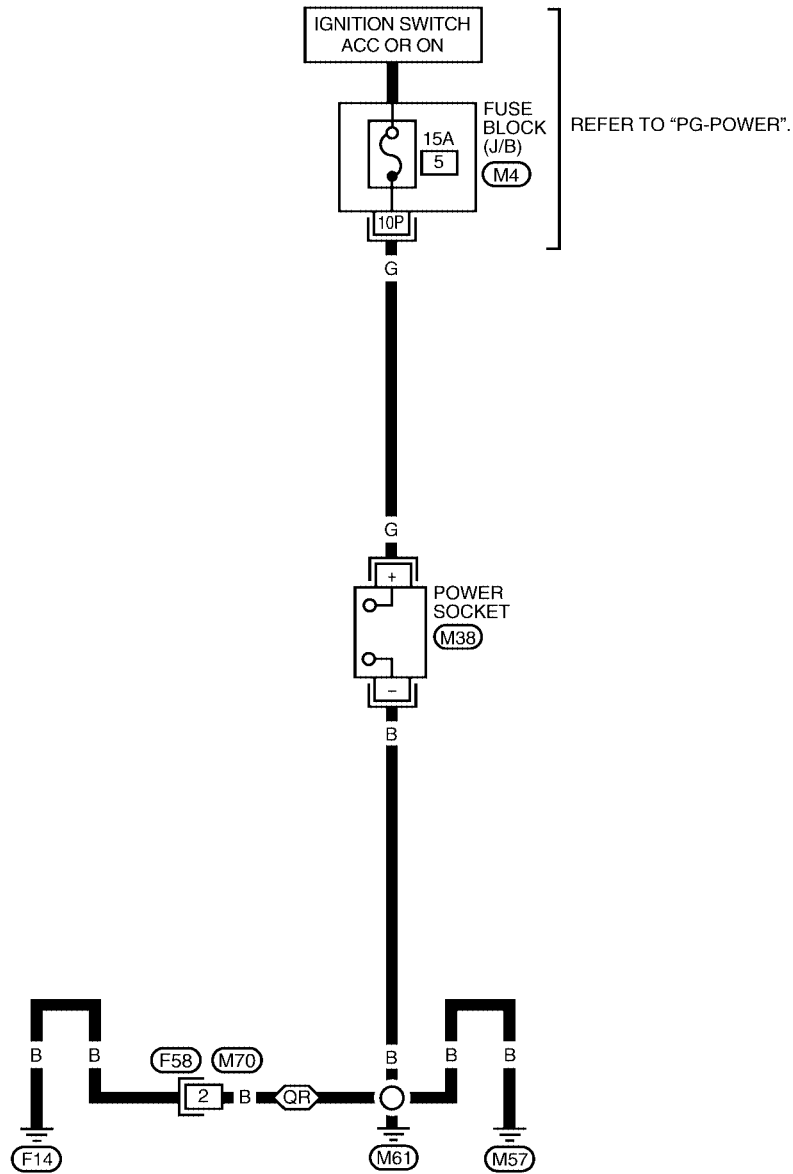 IGNITION SWITCH
ACC OR ON
FUSE
BLOCK
(J/B)
REFER TO “PG-POWER”.
15A
5
M4
10P
G
G
+
POWER
SOCKET
M38
–
B
B
B
F58
M70
B
B
B
2
B
QR
F14
M61
M57